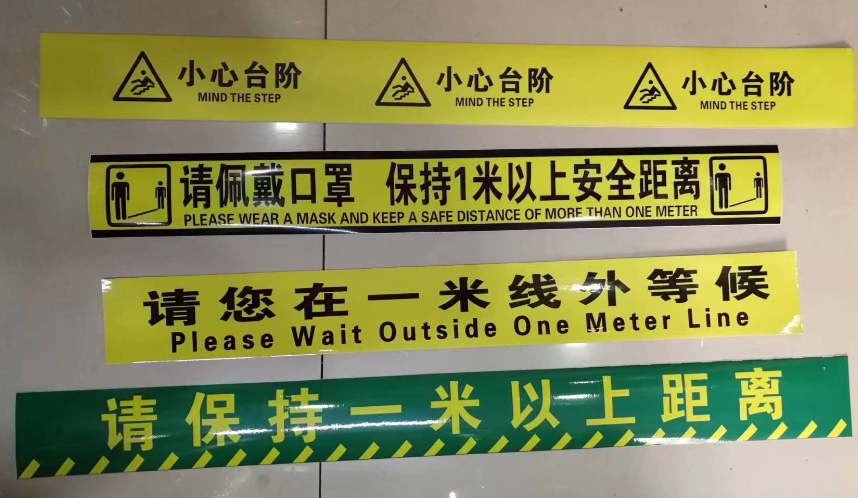 小心台阶
MIND THE STEP
小心台阶
MIND THE STEP
小心台阶
MIND THE STEP
请佩戴口罩 保持1米以上安全距离
PLEASE WEAR A MASK AND KEEP A SAFE DISTANCE OF MORE THAN ONE METER
请您在一米线外等候
Please Wait Outside One Meter Line
请保持一米以上距离